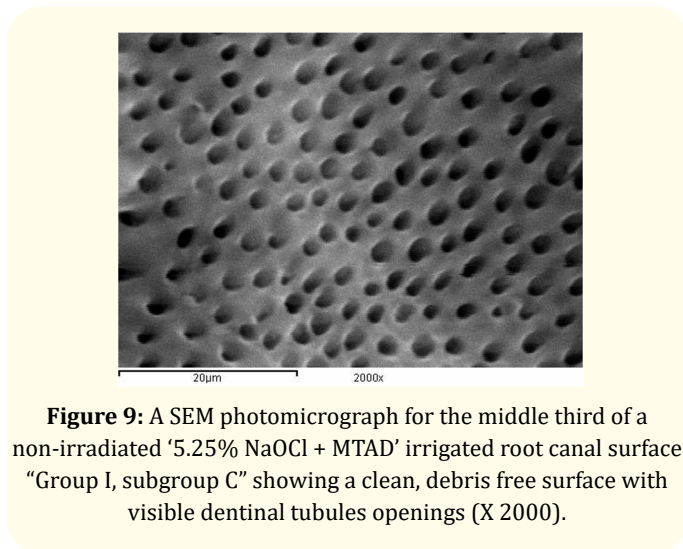 20µm 2000x
Figure 9: A SEM photomicrograph for the middle third of a
non-irradiated ‘5.25% NaOCl + MTAD’ irrigated root canal surface
“Group I, subgroup C” showing a clean, debris free surface with
visible dentinal tubules openings (X 2000).